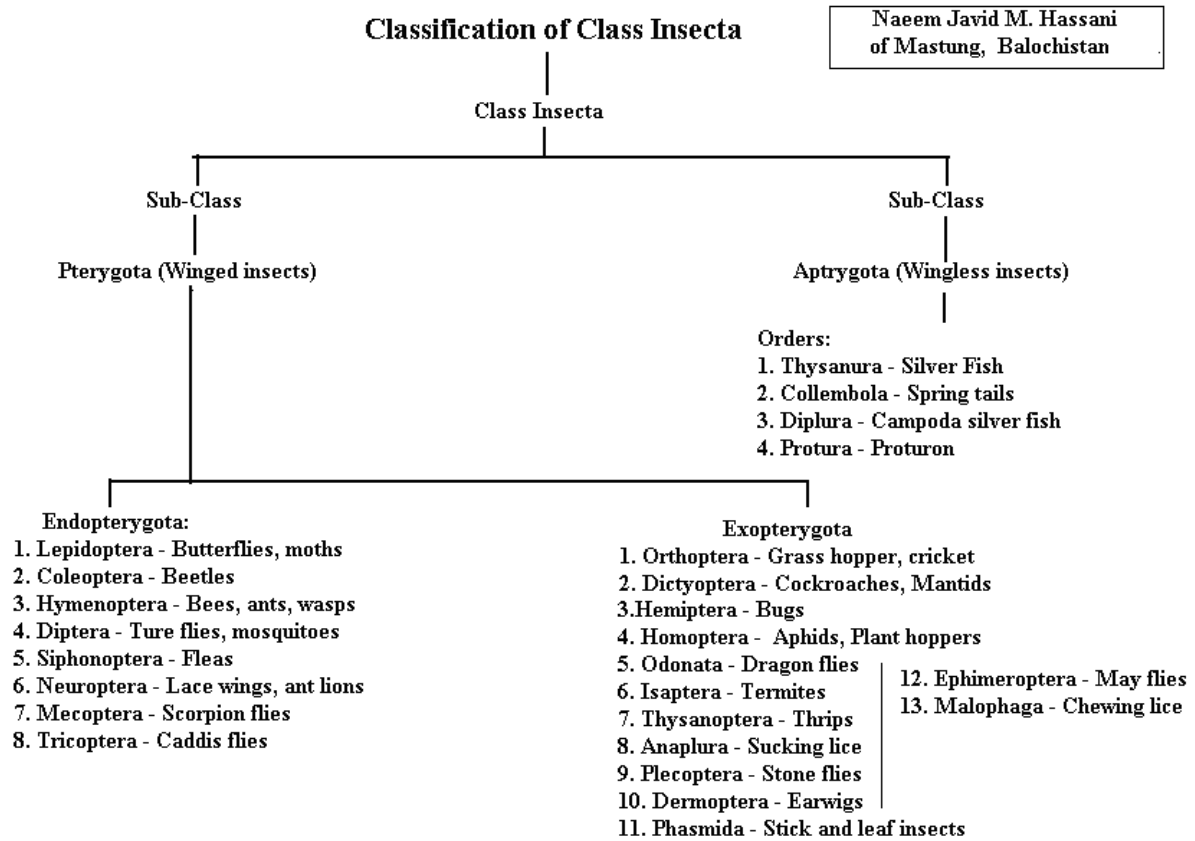 Classification of Class Insecta
Naeem Javid M. Hassani
of Mastung, Balochistan
Class Insecta
Sub-Class
Pterygota (Winged insects)
Sub-Class
Aptrygota (Wingless insects)
Orders:
1. Thysanura - Silver Fish
2. Collembola - Spring tails
3. Diplura - Campoda silver fish
4. Protura - Proturon
Endopterygota:
1. Lepidoptera - Butterflies, moths
2. Coleoptera - Beetles
3. Hymenoptera - Bees, ants, wasps
4. Diptera - Ture flies, mosquitoes
5. Siphonoptera - Fleas
6. Neuroptera - Lace wings, ant lions
7. Mecoptera - Scorpion flies
8. Tricoptera - Caddis flies
Exopterygota
1. Orthoptera - Grass hopper, cricket
2. Dictyoptera - Cockroaches, Mantids
3.Hemiptera - Bugs
4. Homoptera - Aphids, Plant hoppers
5. Odonata - Dragon flies
6. Isaptera - Termites
7. Thysanoptera - Thrips
8. Anaplura - Sucking lice
9. Plecoptera - Stone flies
10. Dermoptera - Earwigs
11. Phasmida - Stick and leaf insects
12. Ephimeroptera - May flies
13. Malophaga - Chewing lice